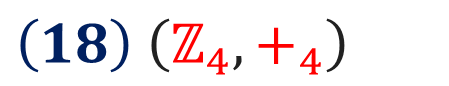 (18) (ℤ₄, +₄)